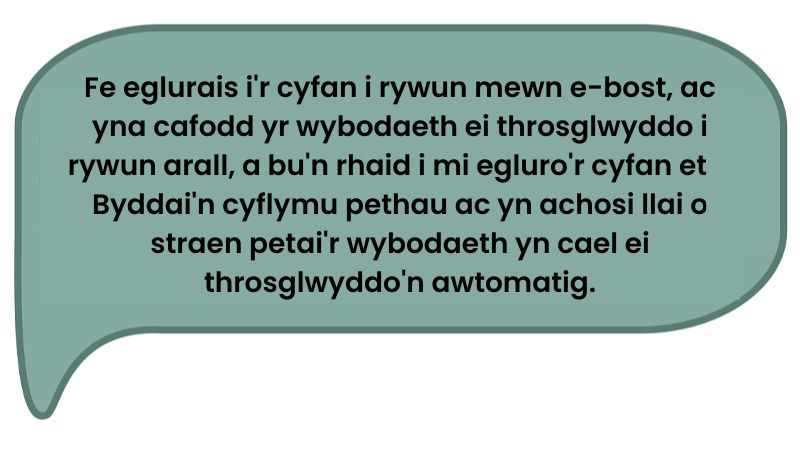 Fe eglurais i'r cyfan i rywun mewn e-bost, ac
yna cafodd yr wybodaeth ei throsglwyddo i
rywun arall, a bu'n rhaid i mi egluro'r cyfan et
Byddai'n cyflymu pethau ac yn achosi llai o
straen petai'r wybodaeth yn cael ei
throsglwyddo'n awtomatig.